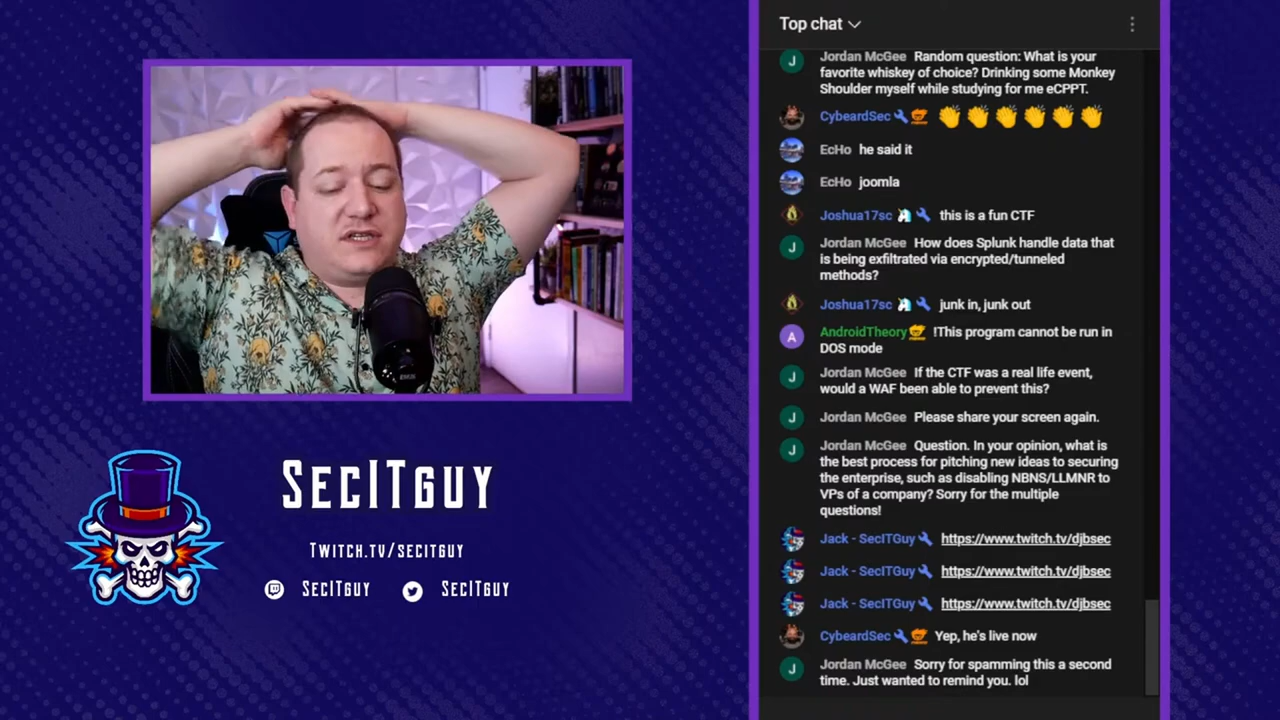 Top chat
Jordan McGee Random question: What is your
favorite whiskey of choice? Drinking some Monkey
Shoulder myself while studying for me eCPPT.
CybeardSec 👏👏👏👏👏👏
EcHo he said it
EcHo joomla
Joshua17sc this is a fun CTF
J
Jordan McGee How does Splunk handle data that
is being exfiltrated via encrypted/tunneled
methods?
Joshua17sc junk in, junk out
A
AndroidTheory !This program cannot be run in
DOS mode
J
Jordan McGee If the CTF was a real life event,
would a WAF been able to prevent this?
J
Jordan McGee Please share your screen again.
J
Jordan McGee Question. In your opinion, what is
the best process for pitching new ideas to securing
the enterprise, such as disabling NBNS/LLMNR to
VPs of a company? Sorry for the multiple
questions!
Jack - SecITGuy https://www.twitch.tv/djbsec
Jack - SecITGuy https://www.twitch.tv/djbsec
Jack - SecITGuy https://www.twitch.tv/djbsec
CybeardSec Yep, he's live now
J
Jordan McGee Sorry for spamming this a second
time. Just wanted to remind you. lol
SecITguy
Twitch.tv/secitguy
SecITguy SecITguy